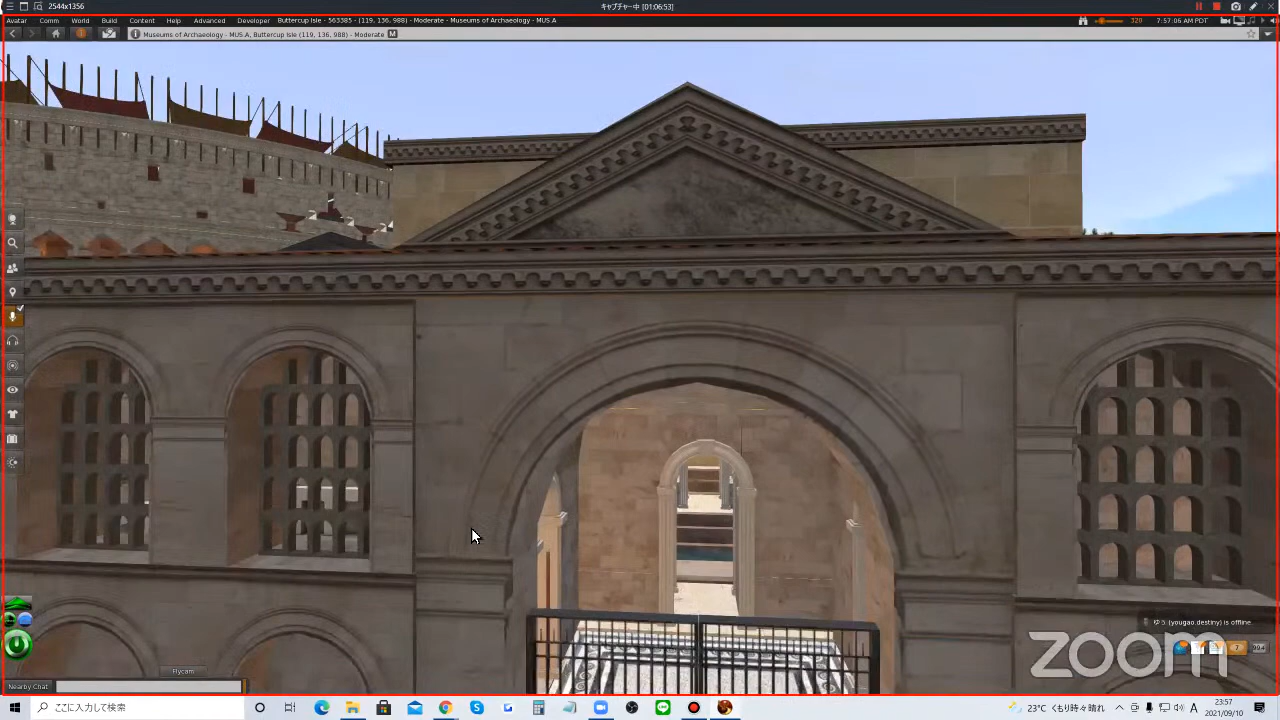 2544x1356
キャプチャー中 [01:06:53]
Avatar Comm World Build Content Help Advanced Developer Buttercup Isle - 563385 - (119, 136, 988) - Moderate - Museums of Archaeology - MUS.A
320 7:57:06 AM PDT
Museums of Archaeology - MUS.A, Buttercup Isle (119, 136, 988) - Moderate M
(yougao.destiny) is offline.
zoom
Flycam
Nearby Chat
ここに入力して検索
23°C くもり時々晴れ
A
23:57
2021/09/10